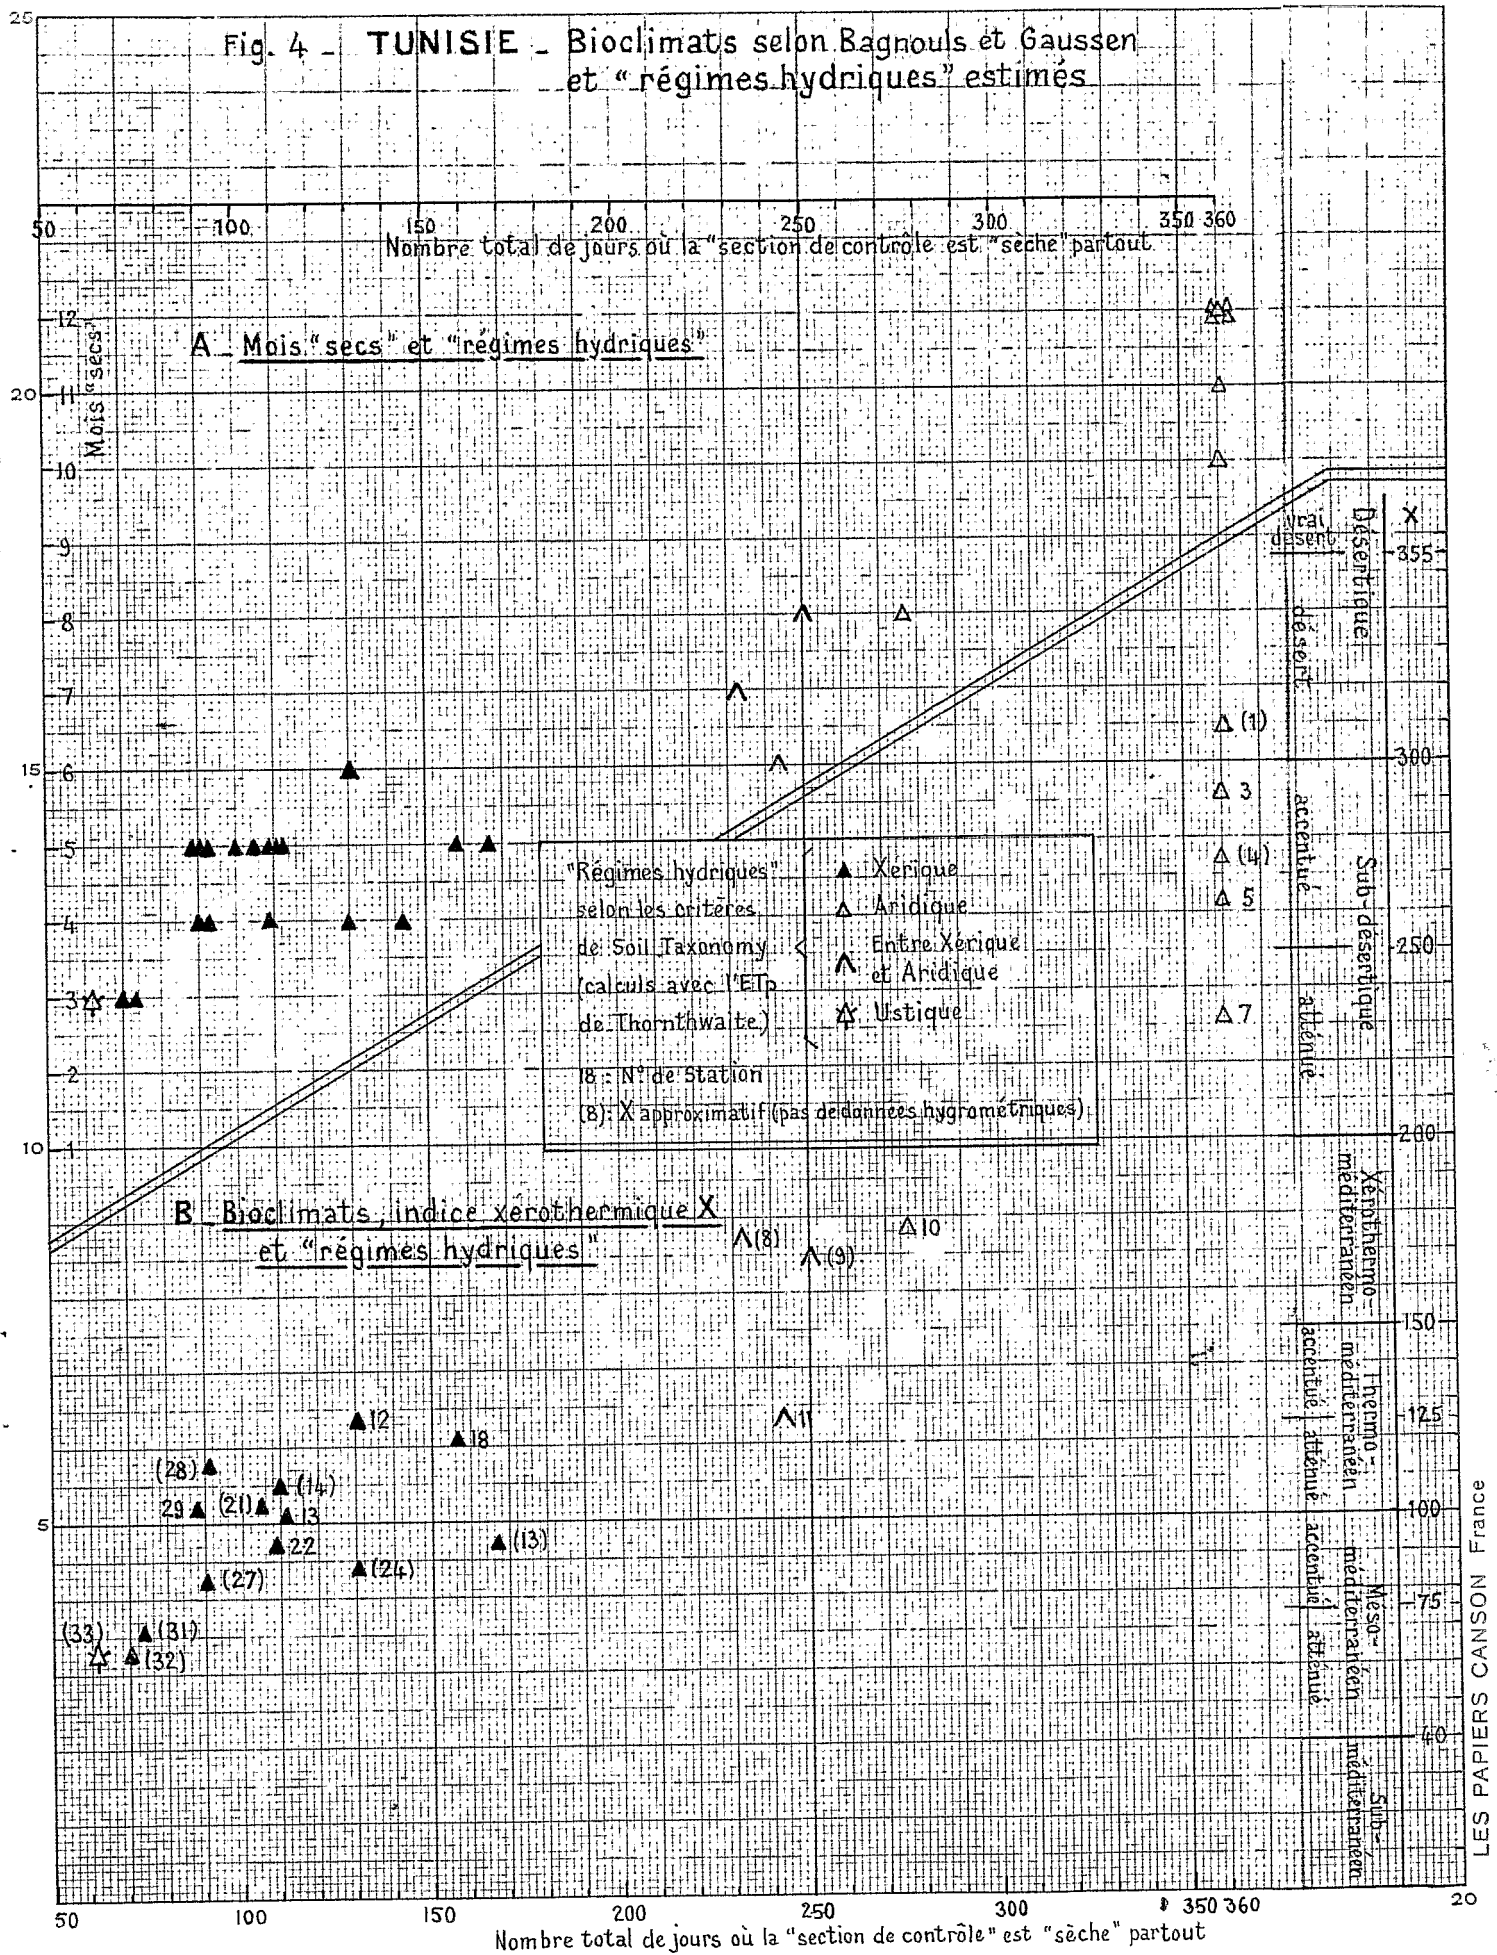 25
Fig. 4 - TUNISIE - Bioclimats selon Bagnouls et Gaussen
et "régimes hydriques" estimés
50 100 150 200 250 300 350 360
Nombre total de jours où la "section de contrôle est "sèche" partout
12
Mois "secs"
A - Mois "secs" et "régimes hydriques"
20
11
10
9
8
7
15
6
5
4
3
2
10
1
"Régimes hydriques"
selon les critères
de Soil Taxonomy
(calculs avec l'ETp
de Thornthwaite)
Xerique
Aridique
Entre Xérique
et Aridique
Ustique
18 : N° de Station
(8) : X approximatif (pas de données hygrométriques)
X
vrai
désert
désert
Désertique
355
300
accentué
atténué
Sub-désertique
250
200
Xérothermo-
méditerranéen
150
Thermo-
méditerranéen
accentué
atténué
125
100
Méso-
méditerranéen
accentué
atténué
75
40
Sub-
méditerranéen
(1)
3
(4)
5
7
B - Bioclimats, indice xérothermique X
et "régimes hydriques"
(8)
(9)
10
11
12
18
(28)
(14)
29
(21)
13
5
22
(13)
(24)
(27)
(33)
(31)
(32)
50 100 150 200 250 300 350 360
20
Nombre total de jours où la "section de contrôle" est "sèche" partout
LES PAPIERS CANSON France